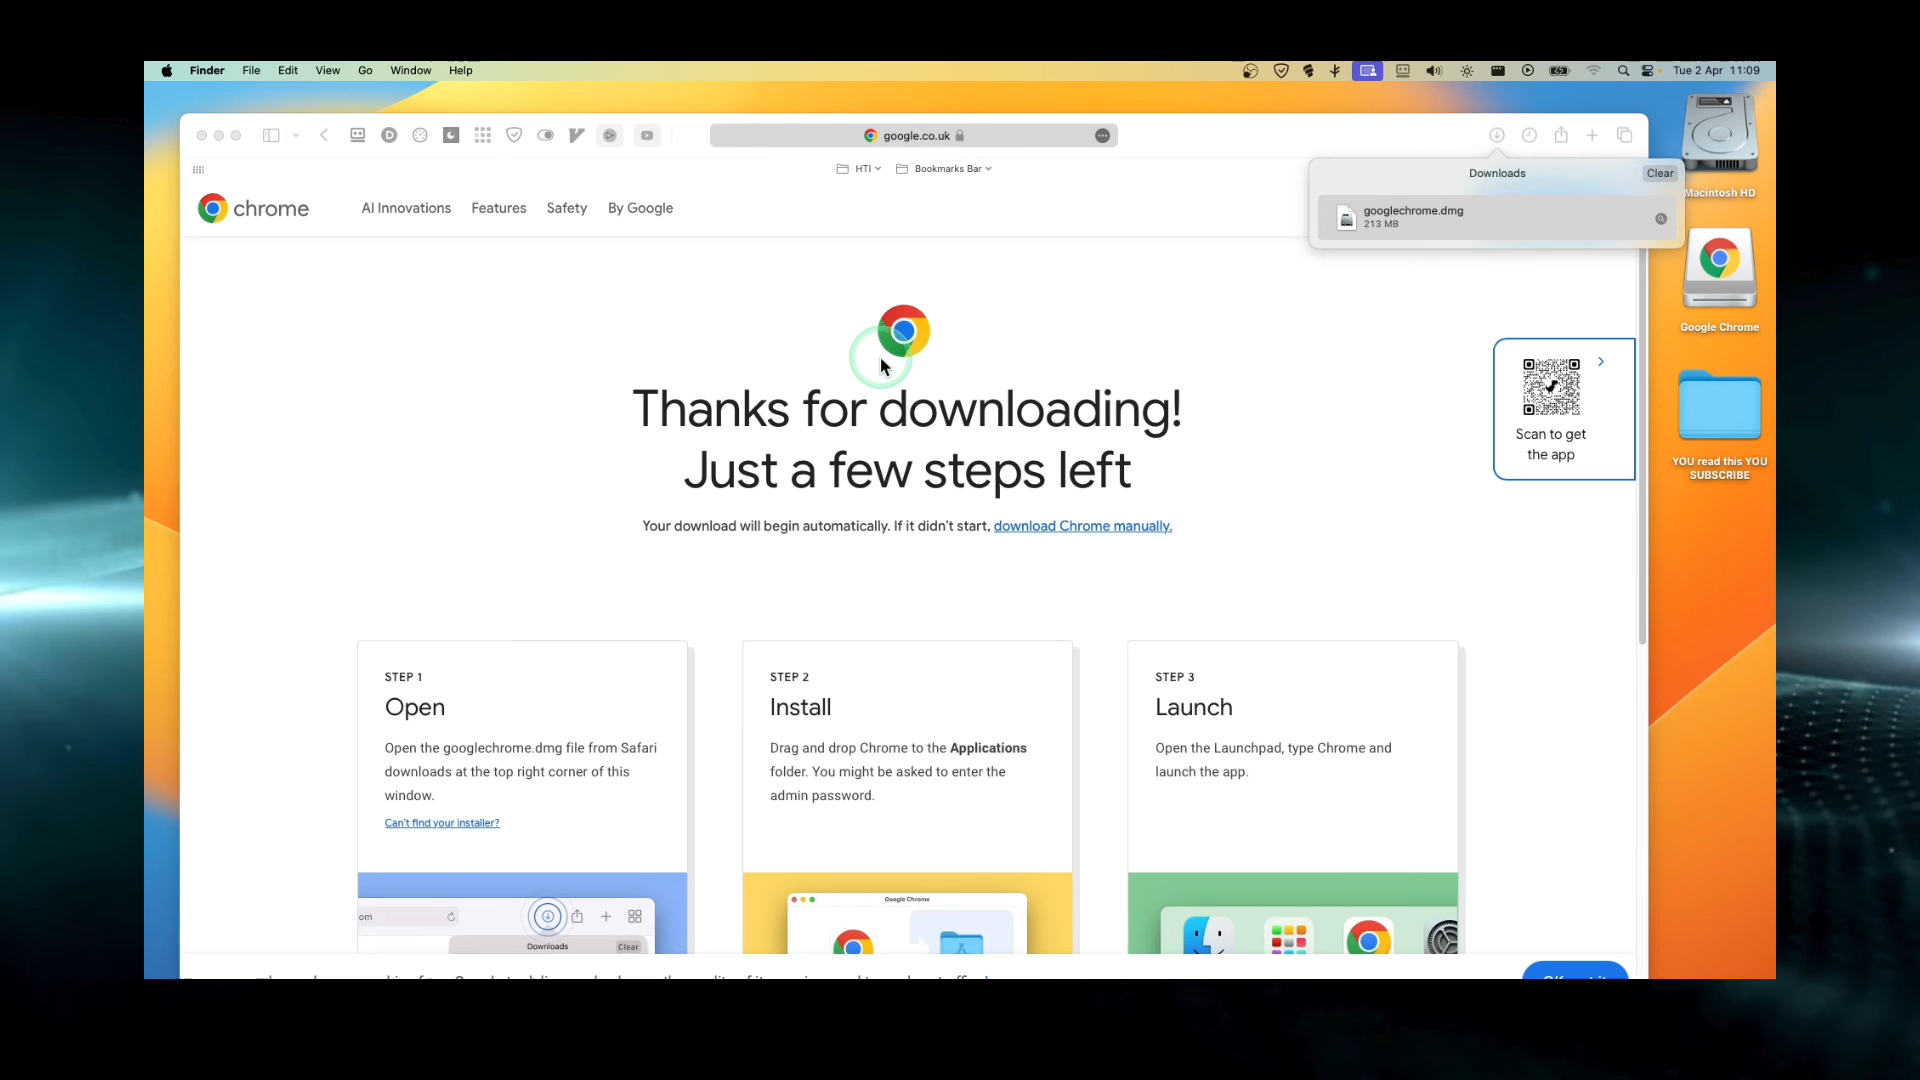 Finder File Edit View Go Window Help
Tue 2 Apr 11:09
google.co.uk
HTI
Bookmarks Bar
Downloads
Clear
googlechrome.dmg
213 MB
Macintosh HD
chrome
AI Innovations Features Safety By Google
Google Chrome
Thanks for downloading!
Just a few steps left
Scan to get
the app
YOU read this YOU
SUBSCRIBE
Your download will begin automatically. If it didn't start, download Chrome manually.
STEP 1
Open
Open the googlechrome.dmg file from Safari
downloads at the top right corner of this
window.
Can't find your installer?
STEP 2
Install
Drag and drop Chrome to the Applications
folder. You might be asked to enter the
admin password.
STEP 3
Launch
Open the Launchpad, type Chrome and
launch the app.
om
Downloads
Clear
Google Chrome